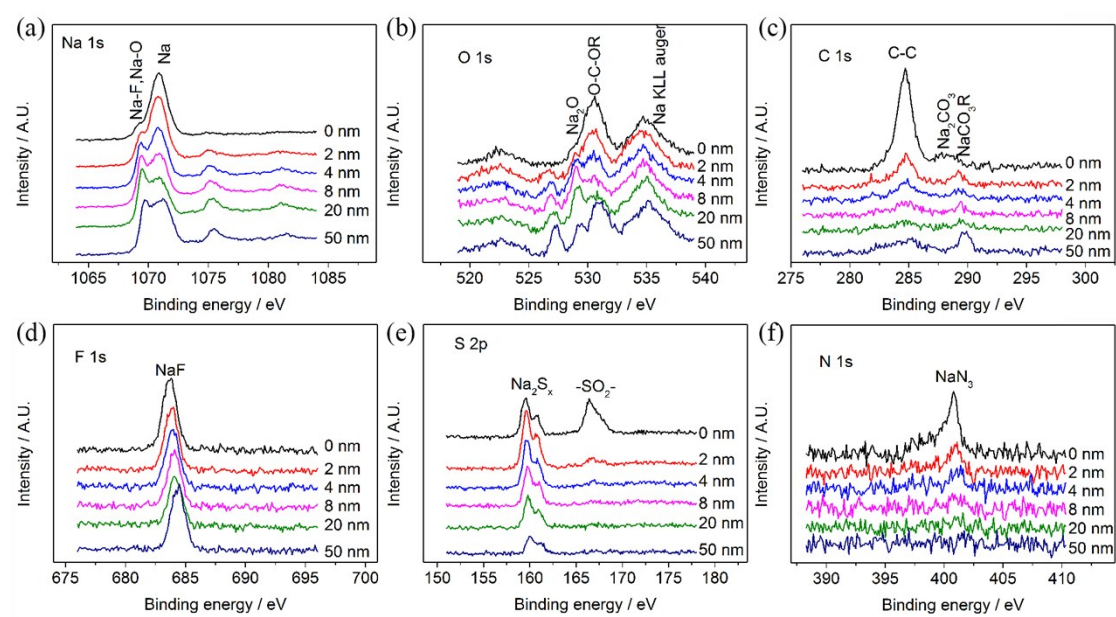 (a)
Na 1s
Na-F,Na-O
Na
0 nm
2 nm
4 nm
8 nm
20 nm
50 nm
Intensity / A.U.
1065 1070 1075 1080 1085
Binding energy / eV
(b)
O 1s
Na₂O
O-C-OR
Na KLL auger
0 nm
2 nm
4 nm
8 nm
20 nm
50 nm
Intensity / A.U.
520 525 530 535 540
Binding energy / eV
(c)
C 1s
C-C
Na₂CO₃
NaCO₃R
0 nm
2 nm
4 nm
8 nm
20 nm
50 nm
Intensity / A.U.
275 280 285 290 295 300
Binding energy / eV
(d)
F 1s
NaF
0 nm
2 nm
4 nm
8 nm
20 nm
50 nm
Intensity / A.U.
675 680 685 690 695 700
Binding energy / eV
(e)
S 2p
Na₂Sₓ
-SO₂-
0 nm
2 nm
4 nm
8 nm
20 nm
50 nm
Intensity / A.U.
150 155 160 165 170 175 180
Binding energy / eV
(f)
N 1s
NaN₃
0 nm
2 nm
4 nm
8 nm
20 nm
50 nm
Intensity / A.U.
390 395 400 405 410
Binding energy / eV